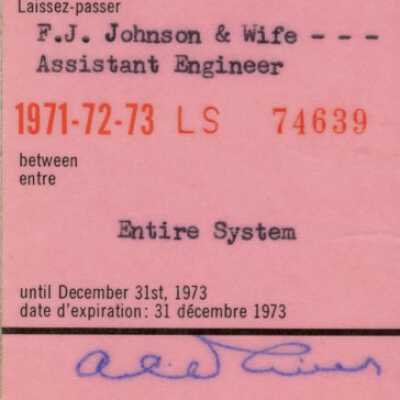 Laissez-passer
F.J. Johnson & Wife - - -
Assistant Engineer
1971-72-73 LS 74639
between
entre
Entire System
until December 31st, 1973
date d'expiration: 31 décembre 1973